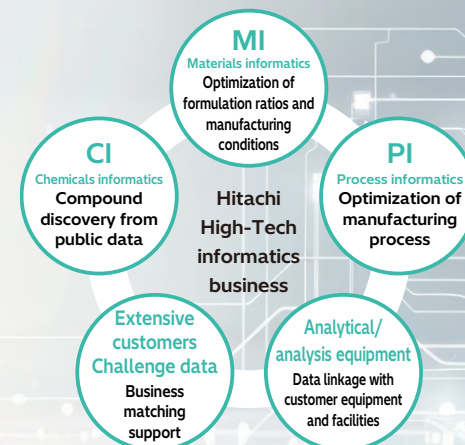 MI
Materials informatics
Optimization of
formulation ratios and
manufacturing
conditions
CI
Chemicals informatics
Compound
discovery from
public data
PI
Process informatics
Optimization of
manufacturing
process
Hitachi
High-Tech
informatics
business
Extensive
customers
Challenge data
Business
matching
support
Analytical/
analysis equipment
Data linkage with
customer equipment
and facilities